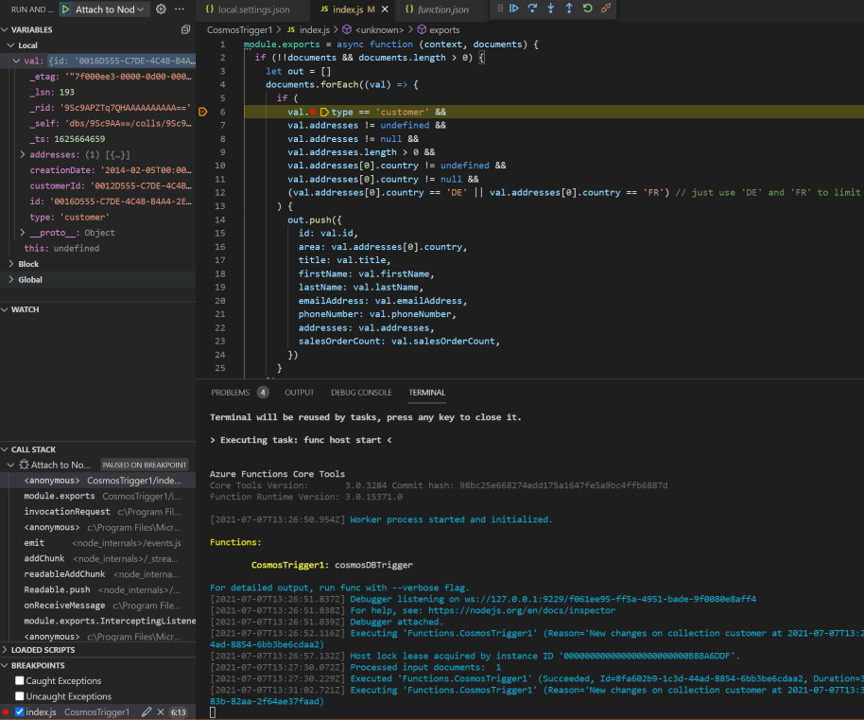 RUN AND ... Attach to Nod
local.settings.json
index.js M
function.json
VARIABLES
Local
val: {id: '0016D555-C7DE-4C4B-B4A...
_etag: '"7f000ee3-0000-0d00-000...
_lsn: 193
_rid: '9Sc9APZTq7QHAAAAAAAAAA=='
_self: 'dbs/9Sc9AA==/colls/9Sc9...
_ts: 1625664659
addresses: (1) [{…}]
creationDate: '2014-02-05T00:00...
customerId: '0012D555-C7DE-4C4B...
id: '0016D555-C7DE-4C4B-B4A4-2E...
type: 'customer'
__proto__: Object
this: undefined
Block
Global
WATCH
CALL STACK
Attach to No... PAUSED ON BREAKPOINT
<anonymous> CosmosTrigger1/inde...
module.exports CosmosTrigger1/i...
invocationRequest c:\Program Fil...
<anonymous> c:\Program Files\Micr...
emit <node_internals>/events.js
addChunk <node_internals>/_strea...
readableAddChunk <node_interna...
Readable.push <node_internals>/...
onReceiveMessage c:\Program File...
module.exports.InterceptingListene
<anonymous> c:\Program Files\Micr...
LOADED SCRIPTS
BREAKPOINTS
Caught Exceptions
Uncaught Exceptions
index.js CosmosTrigger1 6:13
CosmosTrigger1 > JS index.js > <unknown> > exports
1 module.exports = async function (context, documents) {
2 if (!!documents && documents.length > 0) {
3 let out = []
4 documents.forEach((val) => {
5 if (
6 val. type == 'customer' &&
7 val.addresses != undefined &&
8 val.addresses != null &&
9 val.addresses.length > 0 &&
10 val.addresses[0].country != undefined &&
11 val.addresses[0].country != null &&
12 (val.addresses[0].country == 'DE' || val.addresses[0].country == 'FR') // just use 'DE' and 'FR' to limit
13 ) {
14 out.push({
15 id: val.id,
16 area: val.addresses[0].country,
17 title: val.title,
18 firstName: val.firstName,
19 lastName: val.lastName,
20 emailAddress: val.emailAddress,
21 phoneNumber: val.phoneNumber,
22 addresses: val.addresses,
23 salesOrderCount: val.salesOrderCount,
24 })
25 }
PROBLEMS 4 OUTPUT DEBUG CONSOLE TERMINAL
Terminal will be reused by tasks, press any key to close it.
> Executing task: func host start <
Azure Functions Core Tools
Core Tools Version: 3.0.3284 Commit hash: 98bc25e668274edd175a1647fe5a9bc4ffb6887d
Function Runtime Version: 3.0.15371.0
[2021-07-07T13:26:50.954Z] Worker process started and initialized.
Functions:
CosmosTrigger1: cosmosDBTrigger
For detailed output, run func with --verbose flag.
[2021-07-07T13:26:51.837Z] Debugger listening on ws://127.0.0.1:9229/f061ee95-ff5a-4951-bade-9f0080e8aff4
[2021-07-07T13:26:51.838Z] For help, see: https://nodejs.org/en/docs/inspector
[2021-07-07T13:26:51.839Z] Debugger attached.
[2021-07-07T13:26:52.116Z] Executing 'Functions.CosmosTrigger1' (Reason='New changes on collection customer at 2021-07-07T13:2
4ad-8854-6bb3be6cdaa2)
[2021-07-07T13:26:57.132Z] Host lock lease acquired by instance ID '000000000000000000000000B88A6DDF'.
[2021-07-07T13:27:30.072Z] Processed input documents: 1
[2021-07-07T13:27:30.229Z] Executed 'Functions.CosmosTrigger1' (Succeeded, Id=8fa602b9-1c3d-44ad-8854-6bb3be6cdaa2, Duration=3
[2021-07-07T13:31:02.721Z] Executing 'Functions.CosmosTrigger1' (Reason='New changes on collection customer at 2021-07-07T13:3
83b-82aa-2f64ae37faad)